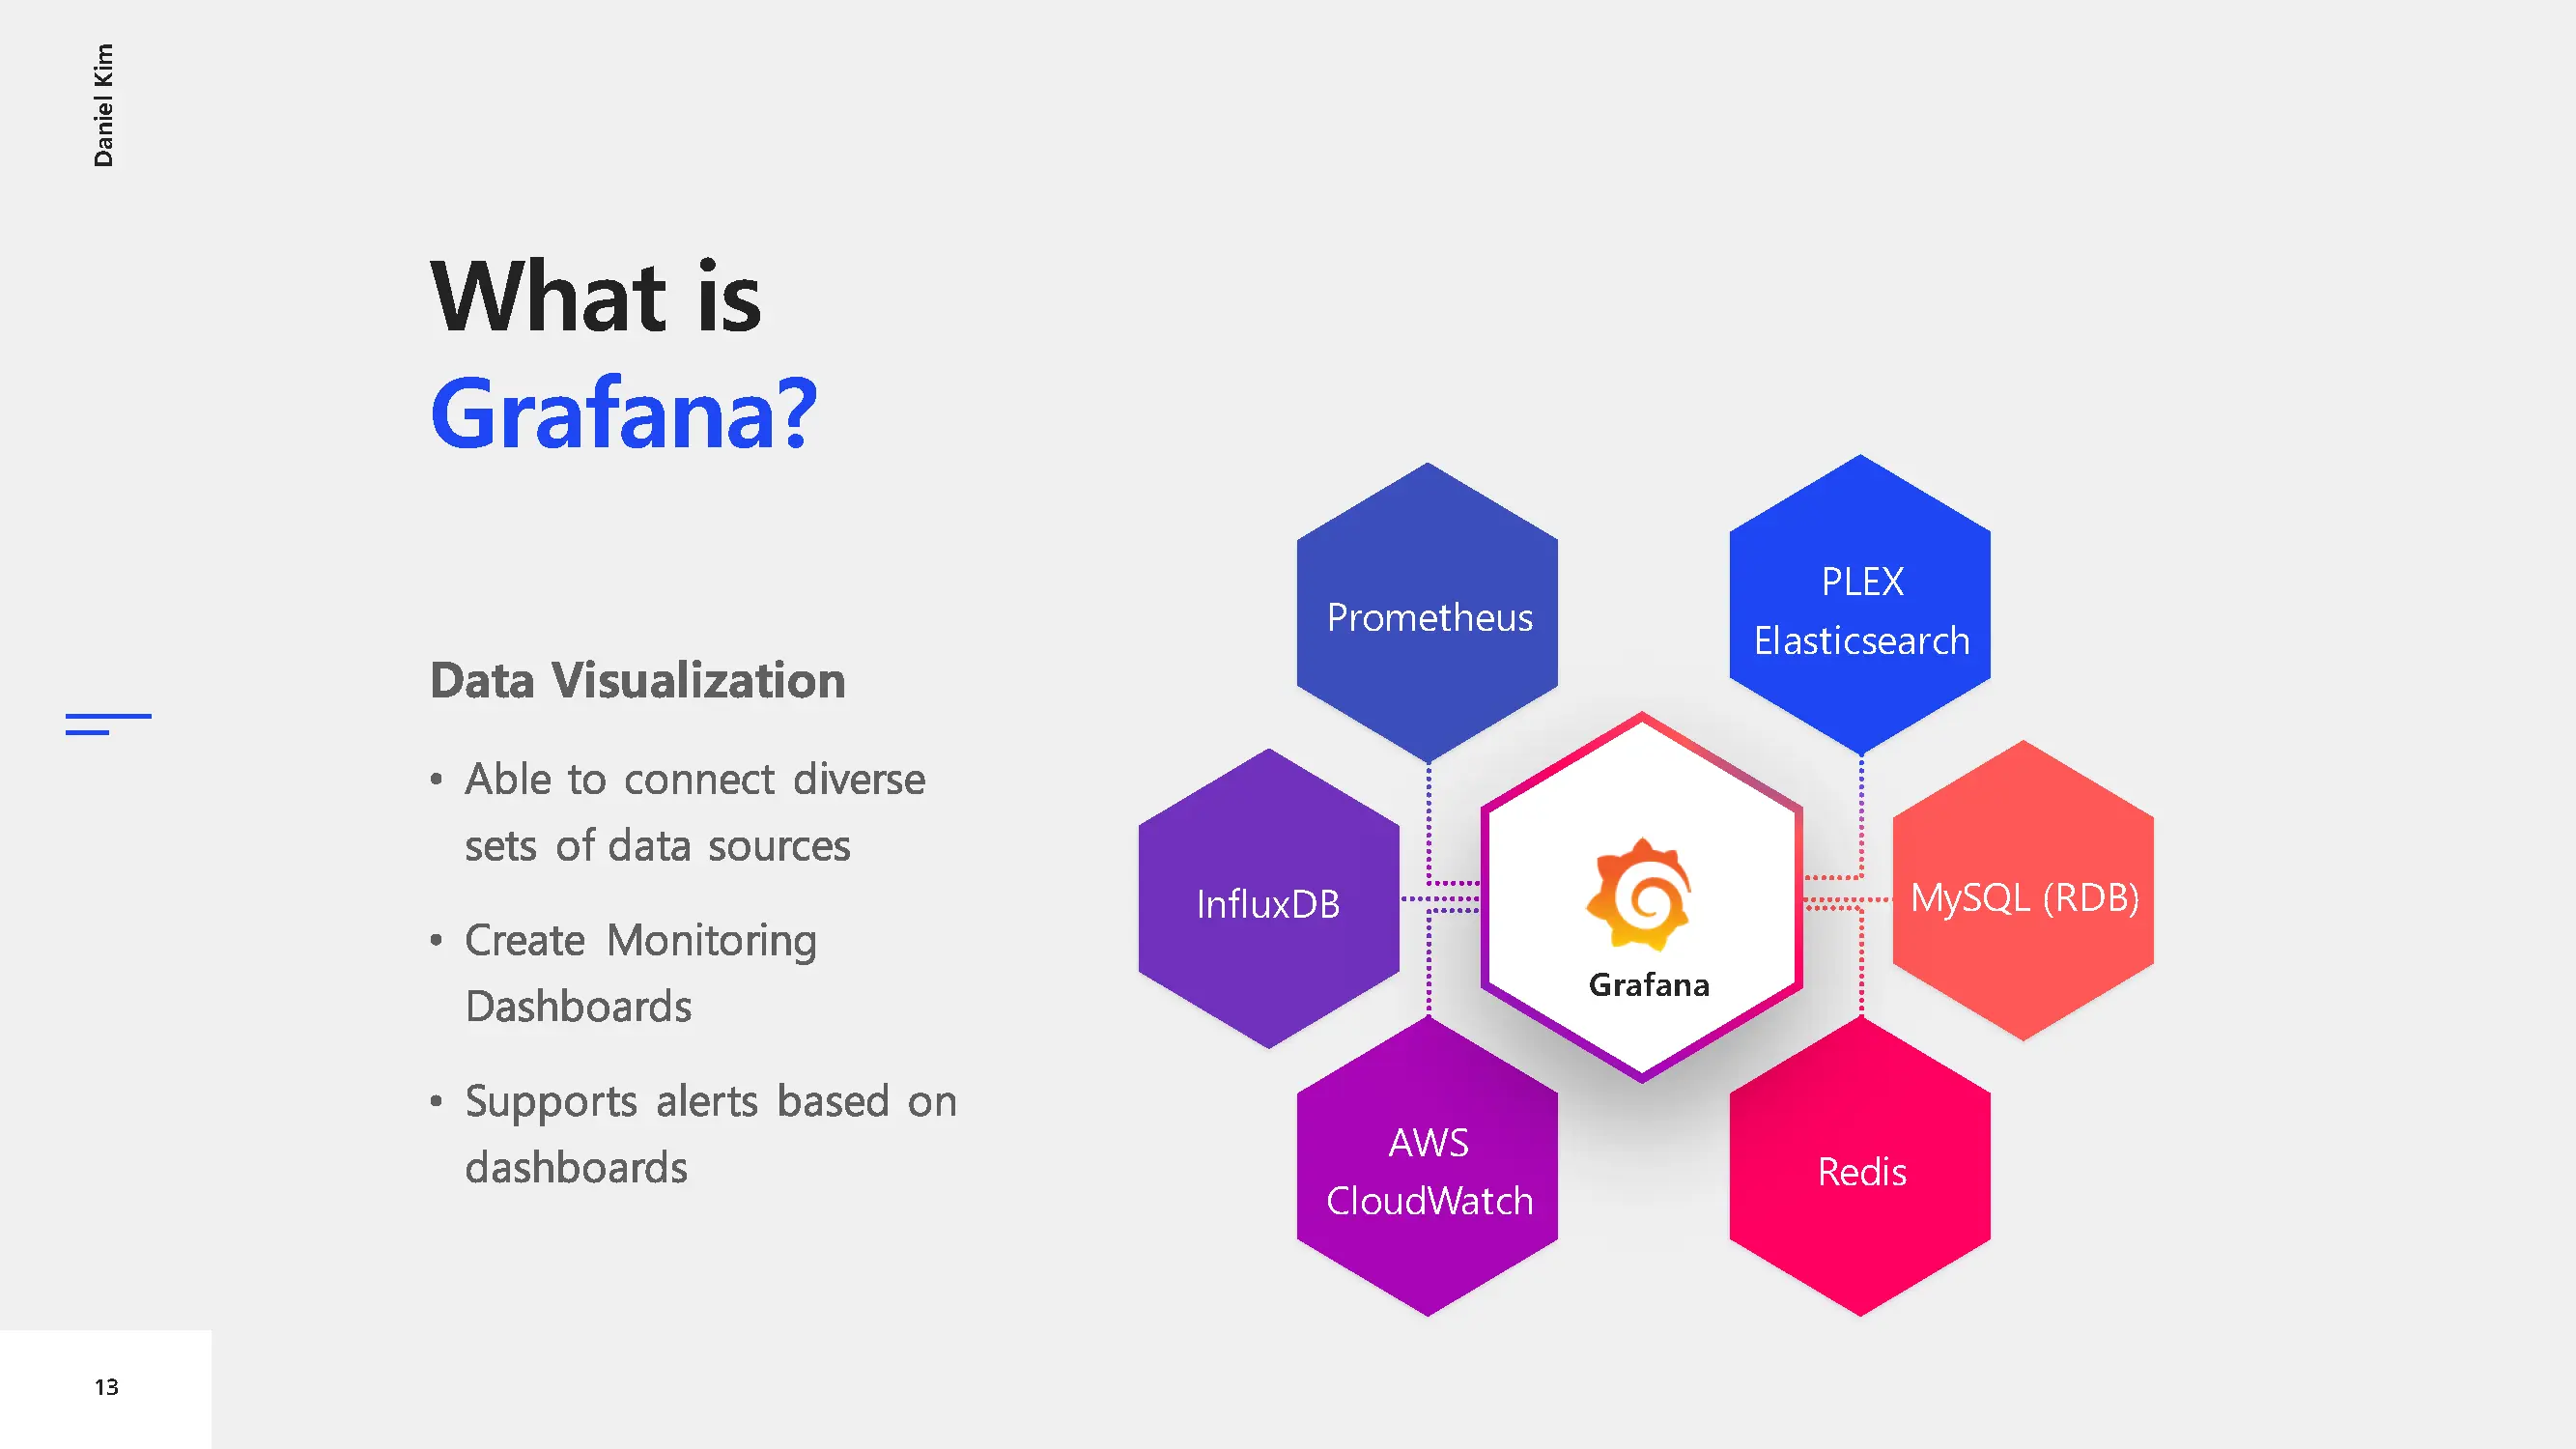 Daniel Kim
What is
Grafana?
Data Visualization
• Able to connect diverse
sets of data sources
• Create Monitoring
Dashboards
• Supports alerts based on
dashboards
Prometheus
PLEX
Elasticsearch
InfluxDB
Grafana
MySQL (RDB)
AWS
CloudWatch
Redis
13